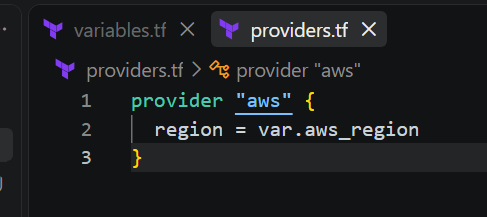 variables.tf
providers.tf
providers.tf > provider "aws"
1 provider "aws" {
2 region = var.aws_region
3 }